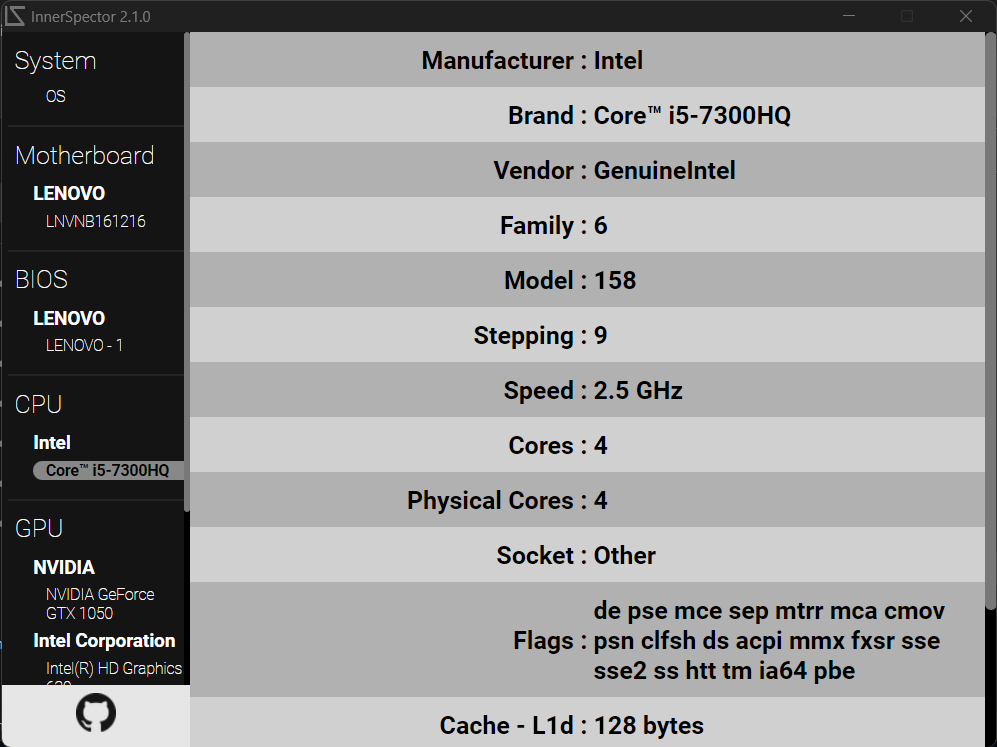 InnerSpector 2.1.0
System
OS
Motherboard
LENOVO
LNVNB161216
BIOS
LENOVO
LENOVO - 1
CPU
Intel
Core™ i5-7300HQ
GPU
NVIDIA
NVIDIA GeForce
GTX 1050
Intel Corporation
Intel(R) HD Graphics
Manufacturer : Intel
Brand : Core™ i5-7300HQ
Vendor : GenuineIntel
Family : 6
Model : 158
Stepping : 9
Speed : 2.5 GHz
Cores : 4
Physical Cores : 4
Socket : Other
de pse mce sep mtrr mca cmov
Flags : psn clfsh ds acpi mmx fxsr sse
sse2 ss htt tm ia64 pbe
Cache - L1d : 128 bytes